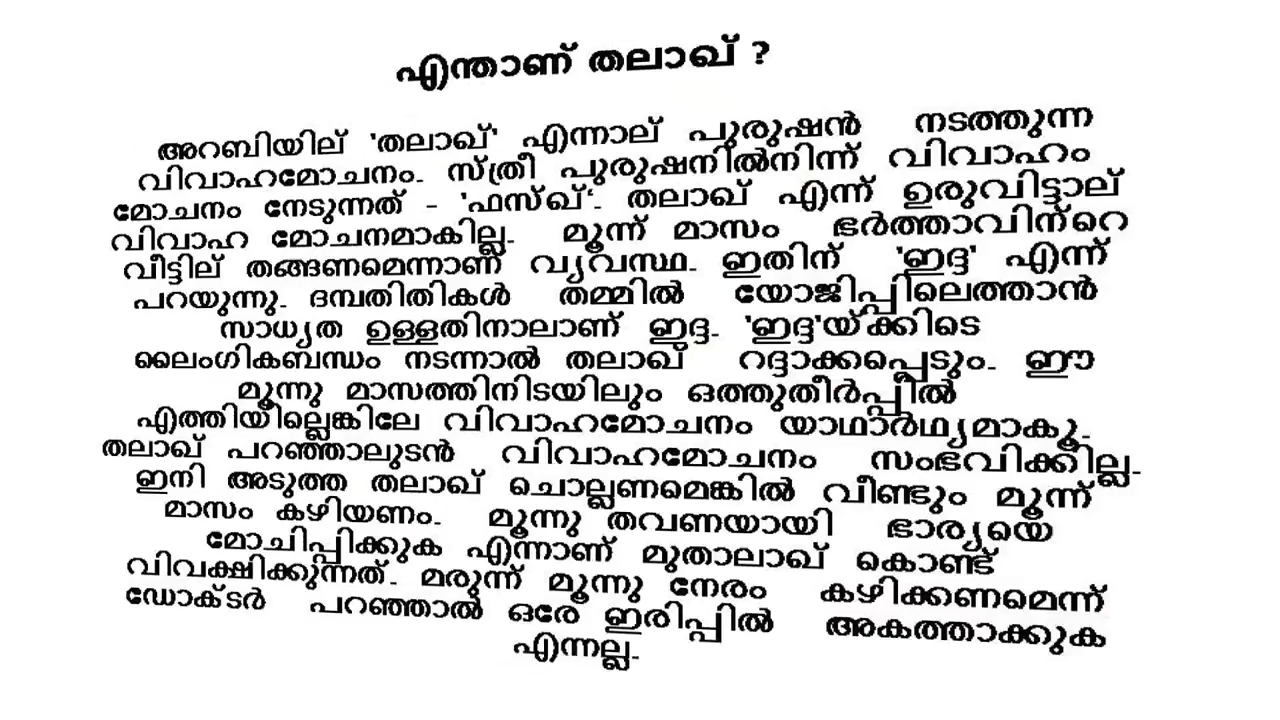 എന്താണ് തലാഖ് ?
അറബിയില് 'തലാഖ്' എന്നാല് പുരുഷൻ നടത്തുന്ന
വിവാഹമോചനം. സ്ത്രീ പുരുഷനിൽനിന്ന് വിവാഹം
മോചനം നേടുന്നത് - 'ഫസ്ഖ്'. തലാഖ് എന്ന് ഉരുവിട്ടാല്
വിവാഹ മോചനമാകില്ല. മൂന്ന് മാസം ഭർത്താവിന്റെ
വീട്ടില് തങ്ങണമെന്നാണ് വ്യവസ്ഥ. ഇതിന് 'ഇദ്ദ' എന്ന്
പറയുന്നു. ദമ്പതിതികൾ തമ്മിൽ യോജിപ്പിലെത്താൻ
സാധ്യത ഉള്ളതിനാലാണ് ഇദ്ദ. 'ഇദ്ദ'യ്ക്കിടെ
ലൈംഗികബന്ധം നടന്നാൽ തലാഖ് റദ്ദാക്കപ്പെടും. ഈ
മൂന്നു മാസത്തിനിടയിലും ഒത്തുതീർപ്പിൽ
എത്തിയില്ലെങ്കിലേ വിവാഹമോചനം യാഥാർഥ്യമാകൂ.
തലാഖ് പറഞ്ഞാലുടൻ വിവാഹമോചനം സംഭവിക്കില്ല.
ഇനി അടുത്ത തലാഖ് ചൊല്ലണമെങ്കിൽ വീണ്ടും മൂന്ന്
മാസം കഴിയണം. മൂന്നു തവണയായി ഭാര്യയെ
മോചിപ്പിക്കുക എന്നാണ് മുതാലാഖ് കൊണ്ട്
വിവക്ഷിക്കുന്നത്. മരുന്ന് മൂന്നു നേരം കഴിക്കണമെന്ന്
ഡോക്ടർ പറഞ്ഞാൽ ഒരേ ഇരിപ്പിൽ അകത്താക്കുക
എന്നല്ല.